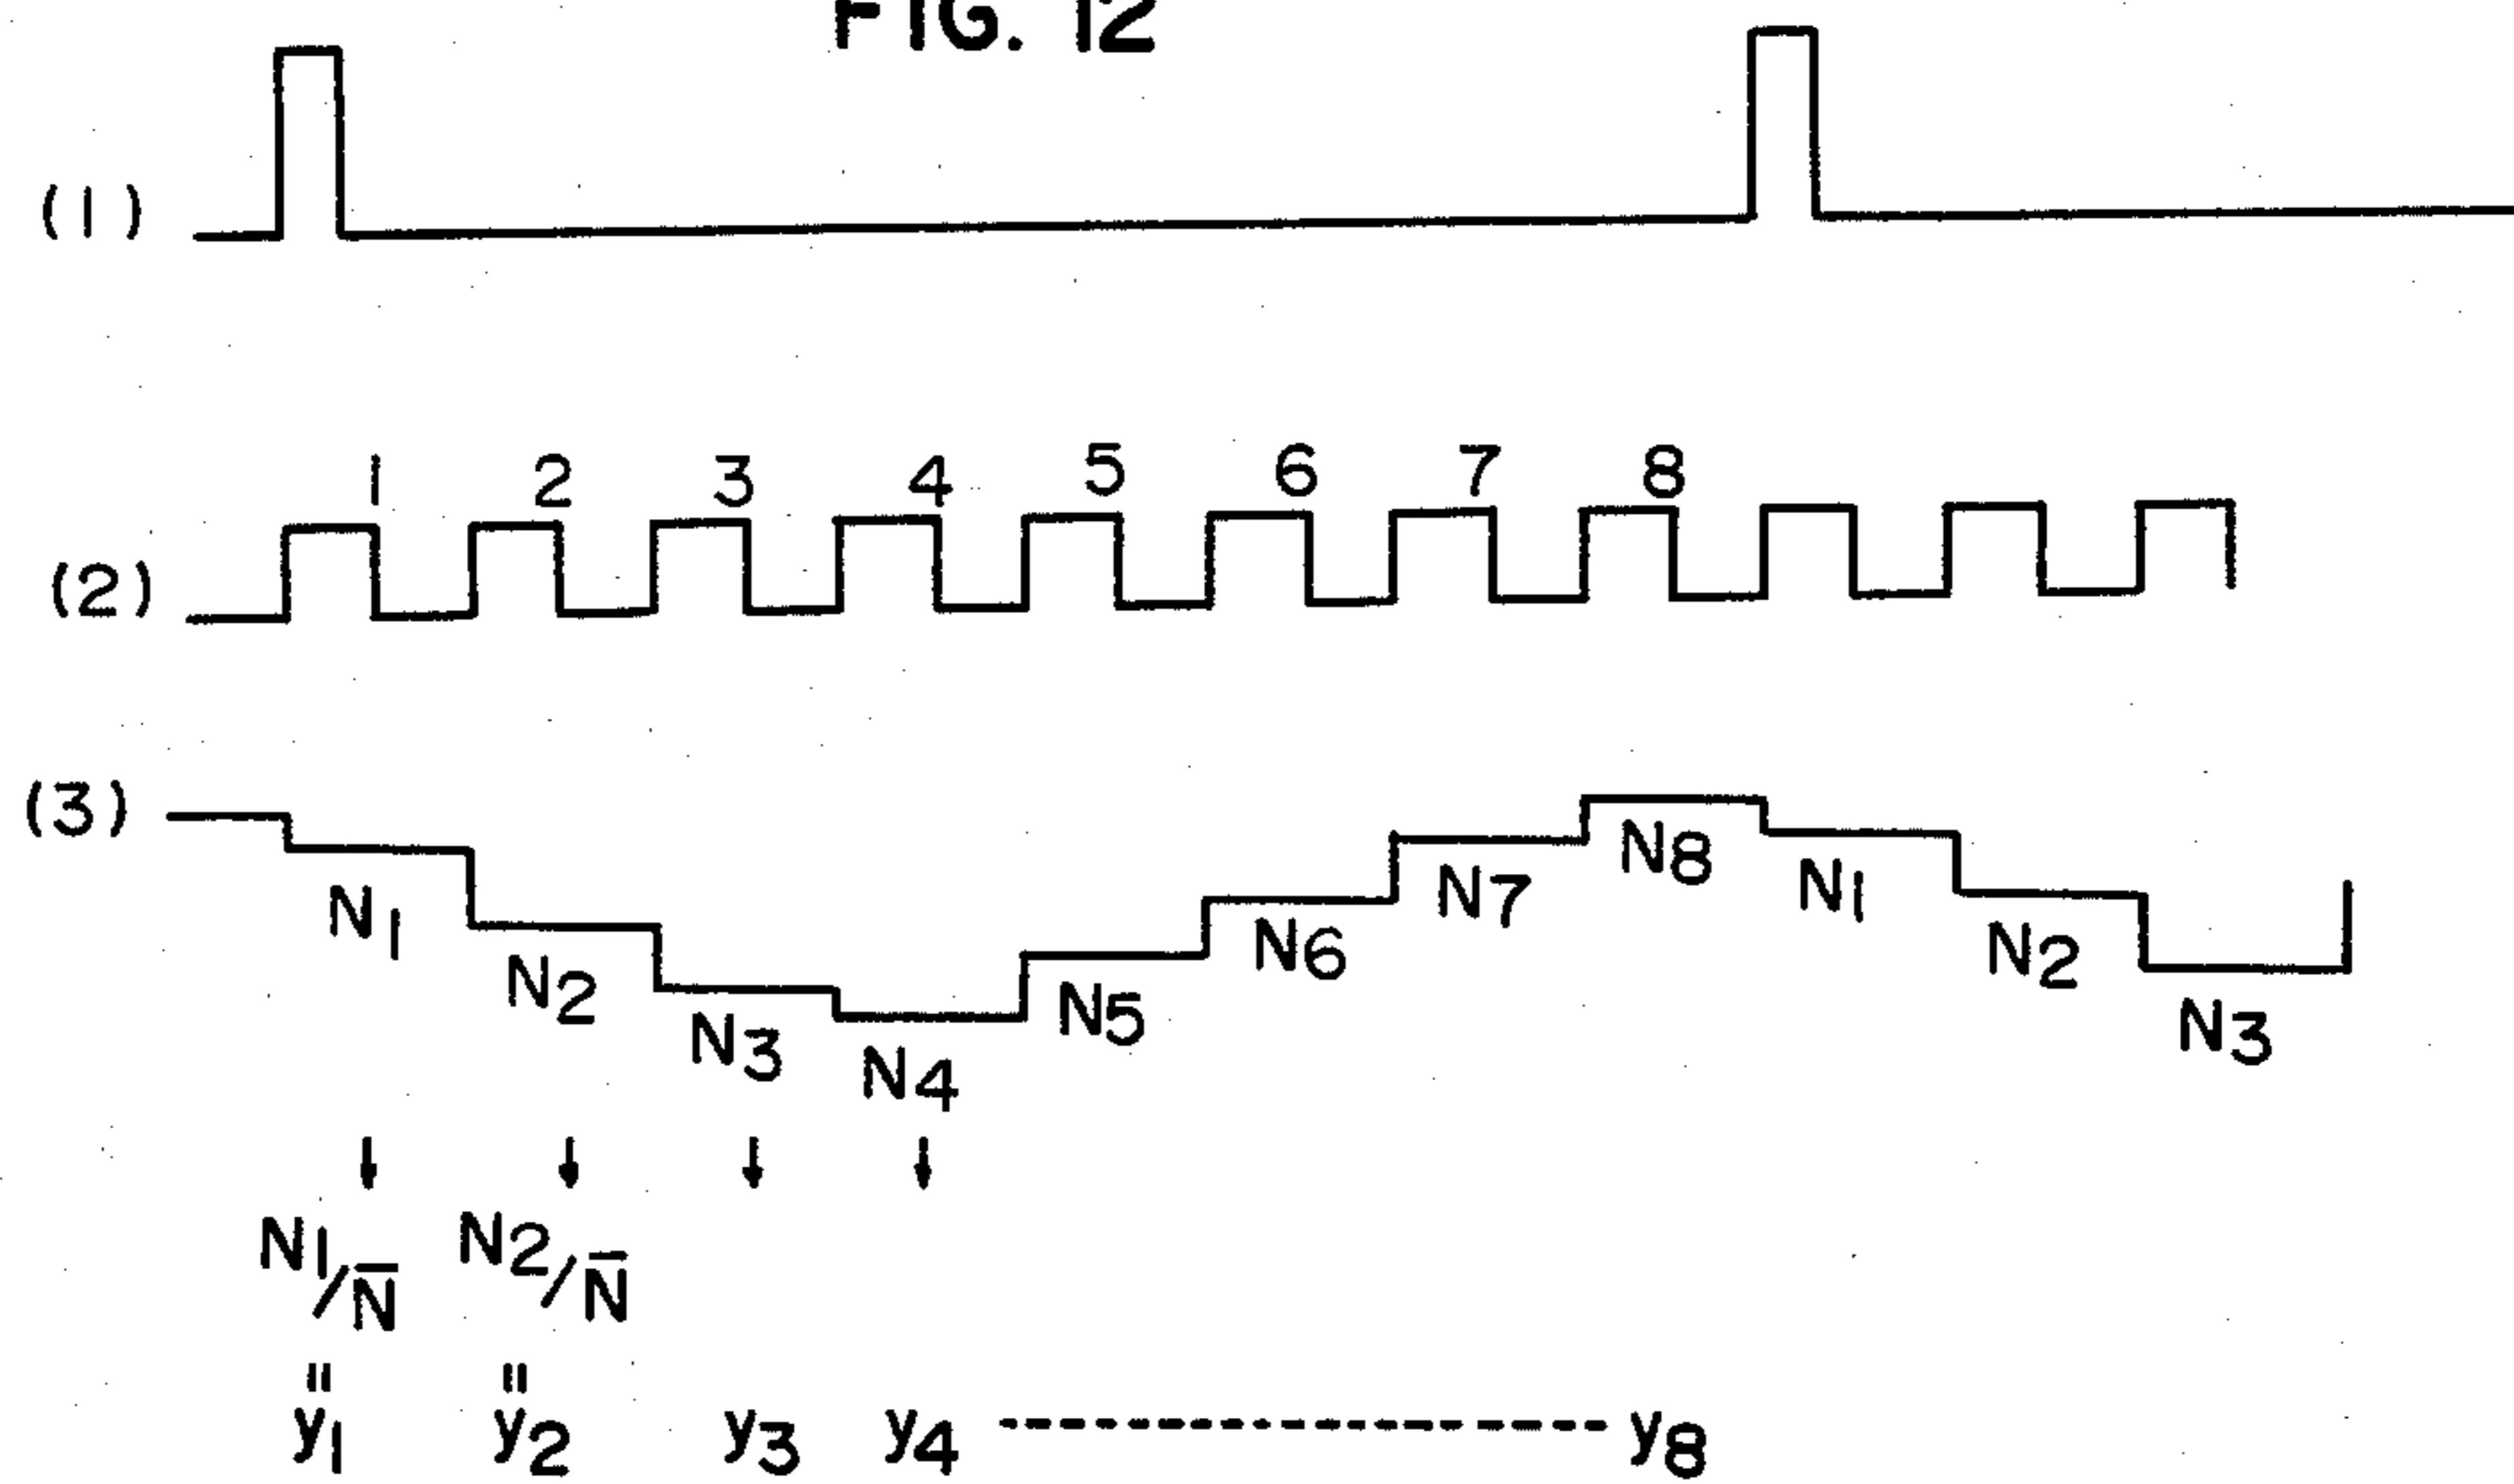 FIG. 12
(1)
1 2 3 4 5 6 7 8
(2)
(3)
N1 N2 N3 N4 N5 N6 N7 N8 N1 N2 N3
N1/N̄ N2/N̄
"
"
y1 y2 y3 y4 y8